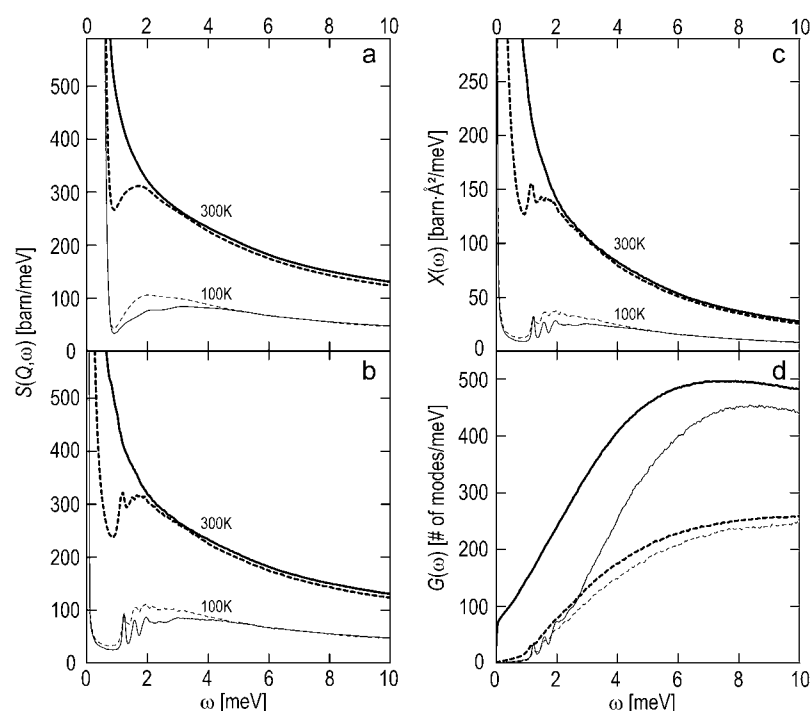 0 2 4 6 8 10
0 2 4 6 8 10
a
500
400
300
200
100
0
300K
100K
c
250
200
150
100
50
0
X(ω) [barn·Å²/meV]
300K
100K
S(Q,ω) [barn/meV]
b
500
400
300
200
100
0
300K
100K
d
500
400
300
200
100
0
G(ω) [# of modes/meV]
0 2 4 6 8 10
ω [meV]
0 2 4 6 8 10
ω [meV]